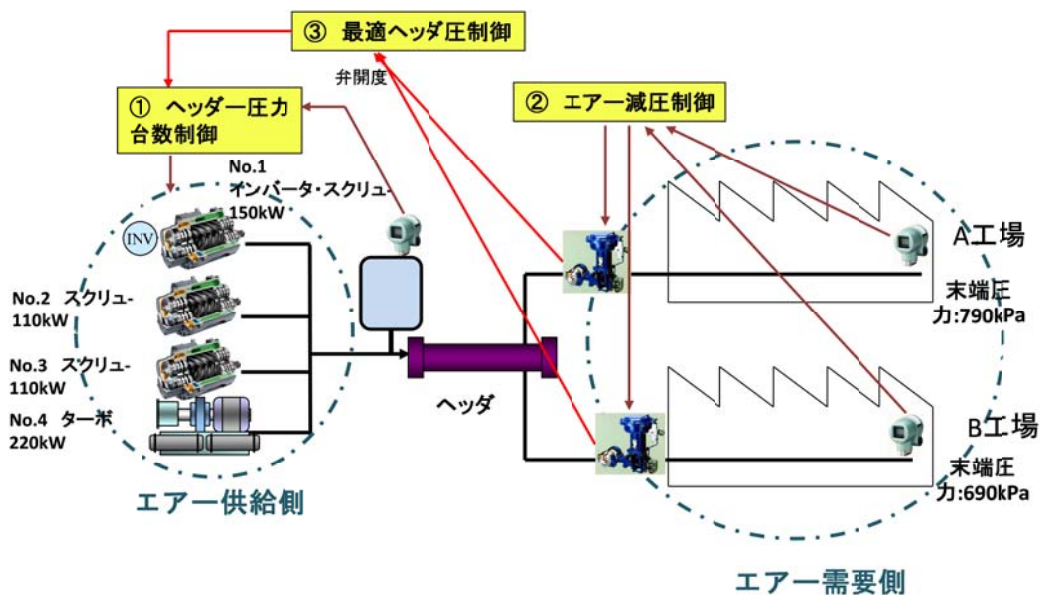 ③ 最適ヘッダ圧制御
弁開度
① ヘッダー圧力
台数制御
② エアー減圧制御
No.1
インバータ・スクリュー
150kW
INV
A工場
No.2 スクリュー
110kW
末端圧
力:790kPa
No.3 スクリュー
110kW
ヘッダ
No.4 ターボ
220kW
B工場
末端圧
力:690kPa
エアー供給側
エアー需要側